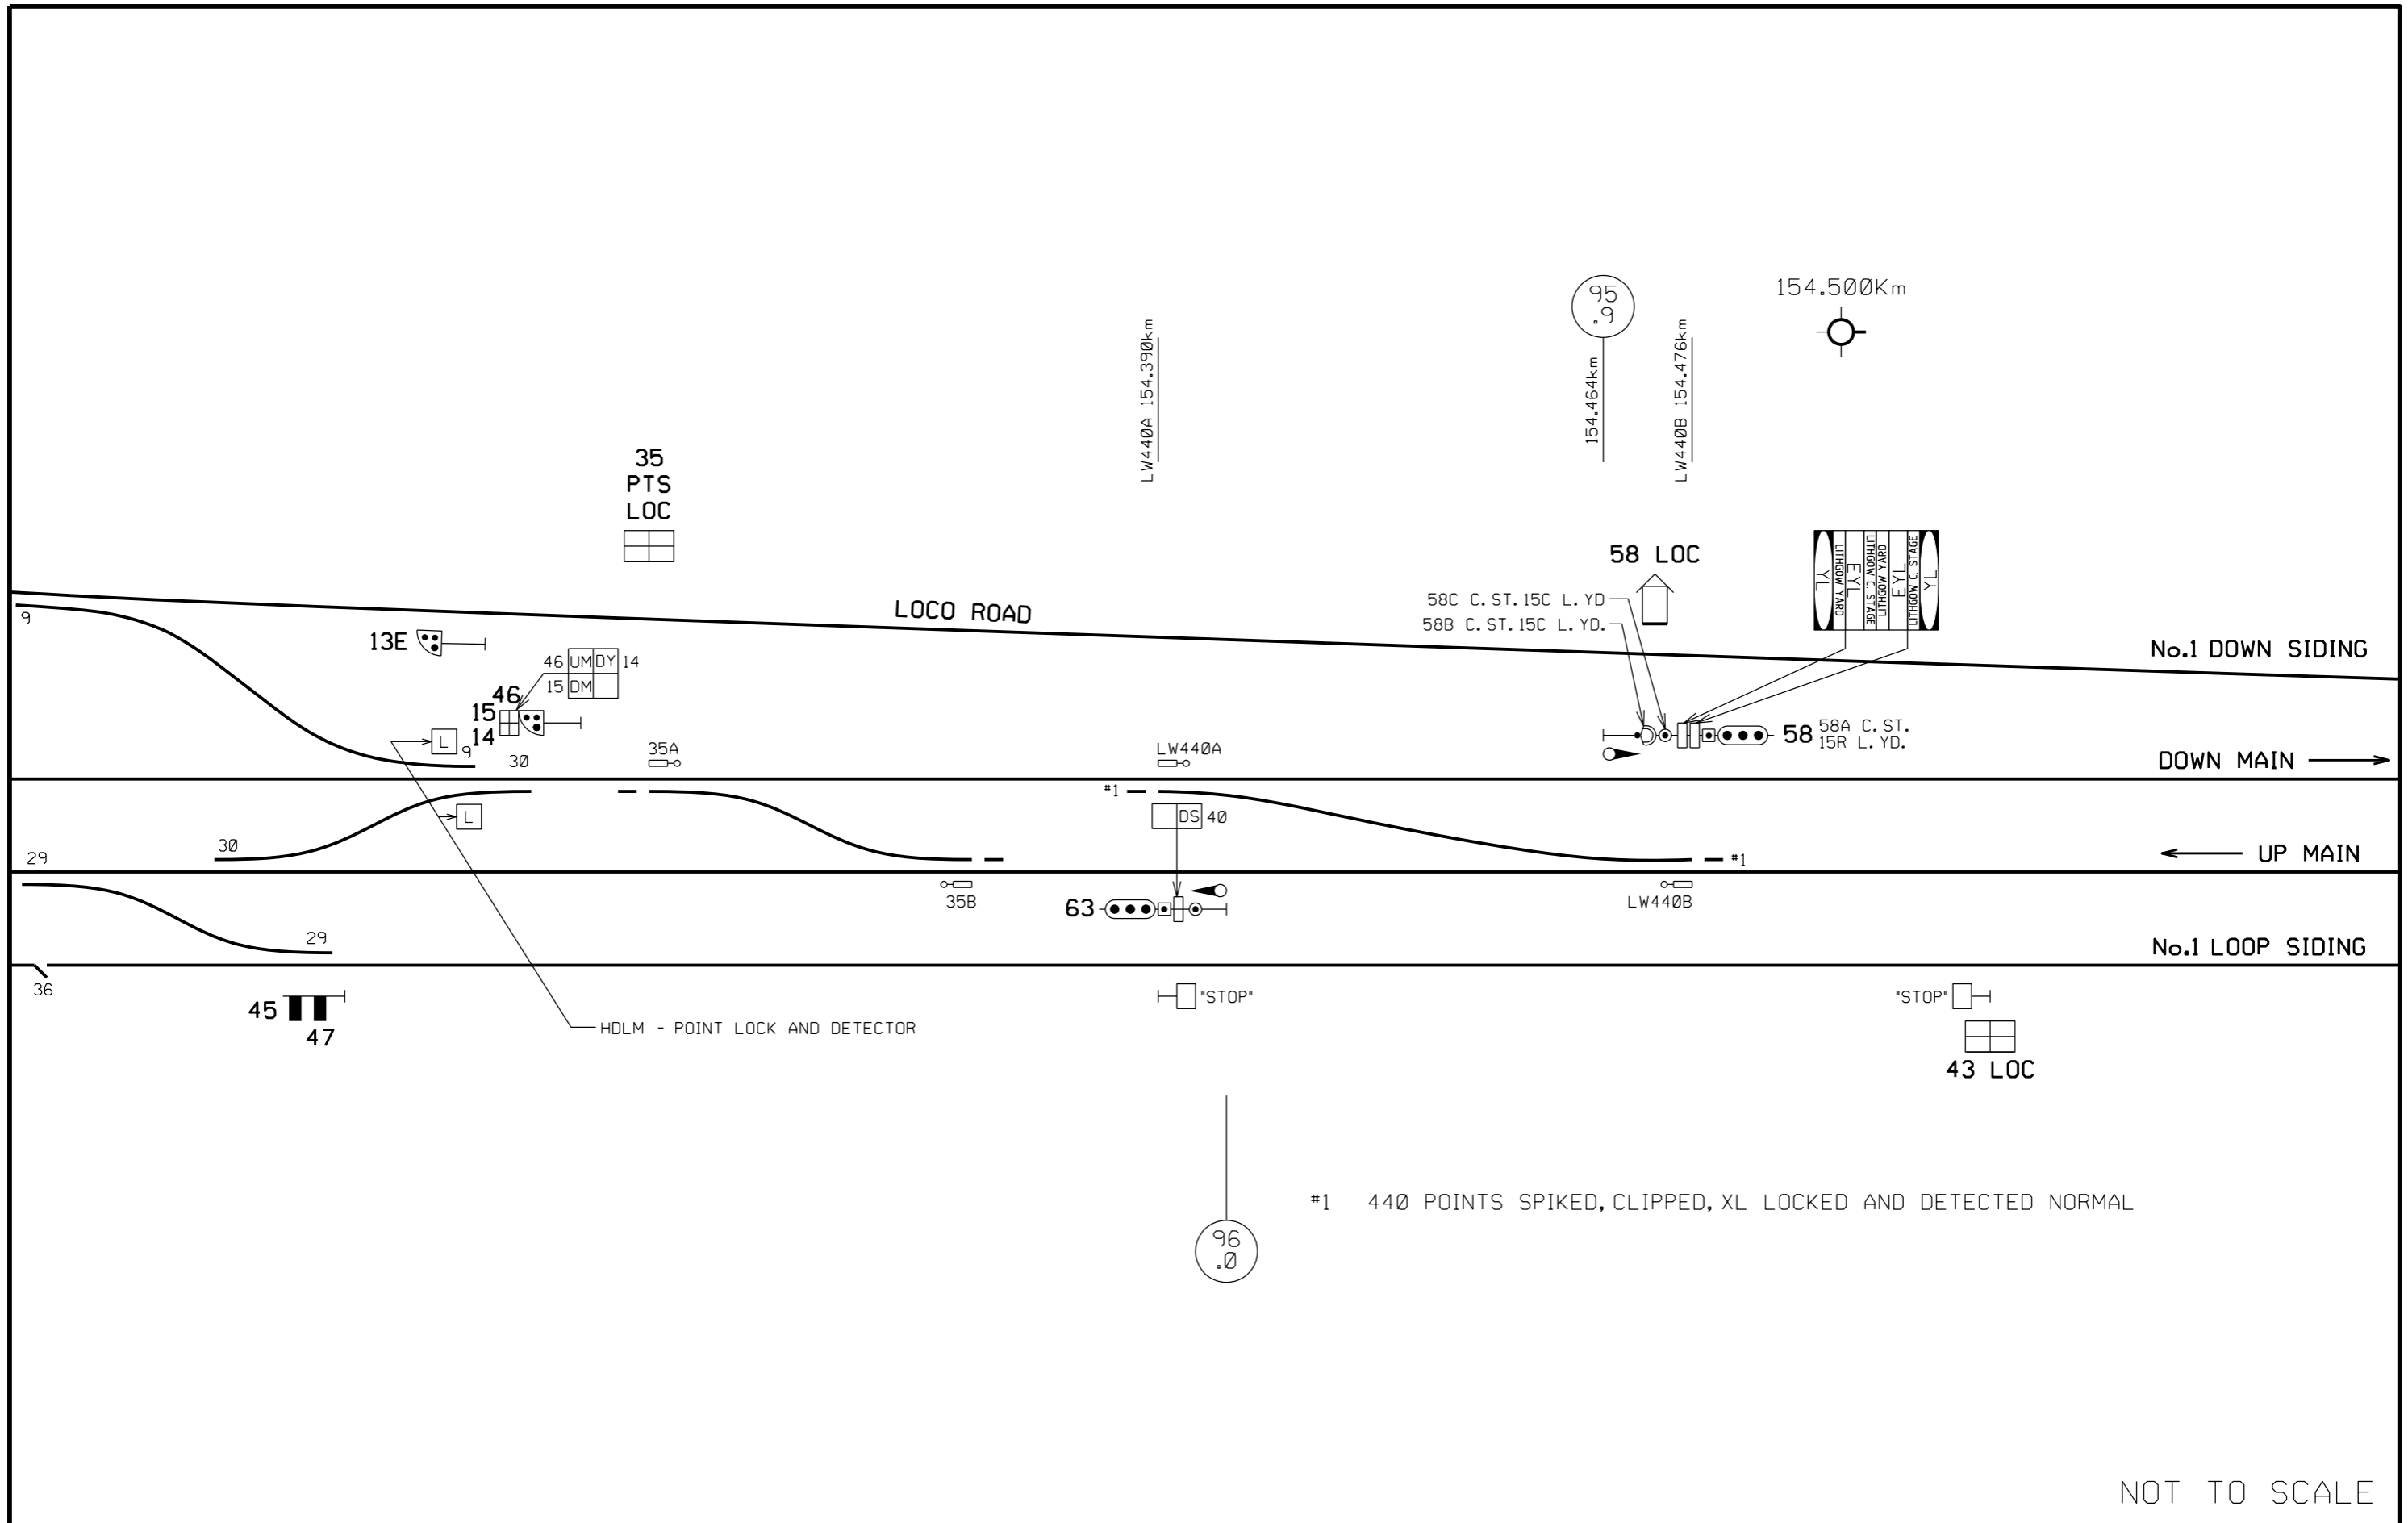 154.500Km
95
.9
LW440A 154.390km
154.464km
LW440B 154.476km
35
PTS
LOC
58 LOC
YL
LITHGOW YARD
EYL
LITHGOW C. STAGE
LITHGOW YARD
EYL
LITHGOW C. STAGE
YL
58C C.ST.15C L.YD
58B C.ST.15C L.YD.
LOCO ROAD
9
13E
No.1 DOWN SIDING
46 UM DY 14
15 DM
46
15
14
L
9
30
35A
LW440A
58 58A C.ST.
15R L.YD.
DOWN MAIN
#1
L
DS 40
30
29
#1
UP MAIN
35B
63
LW440B
29
No.1 LOOP SIDING
36
45
47
"STOP"
"STOP"
HDLM - POINT LOCK AND DETECTOR
43 LOC
#1 440 POINTS SPIKED, CLIPPED, XL LOCKED AND DETECTED NORMAL
96
.0
NOT TO SCALE